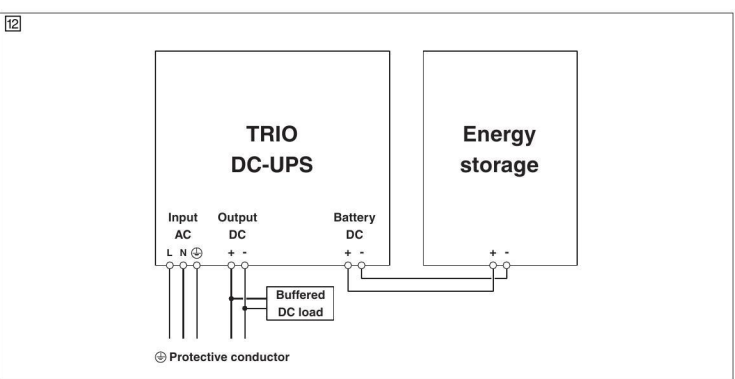 12
TRIO
DC-UPS
Energy
storage
Input
AC
Output
DC
Battery
DC
L N ⏚
+ -
+ -
+ -
Buffered
DC load
⏚ Protective conductor